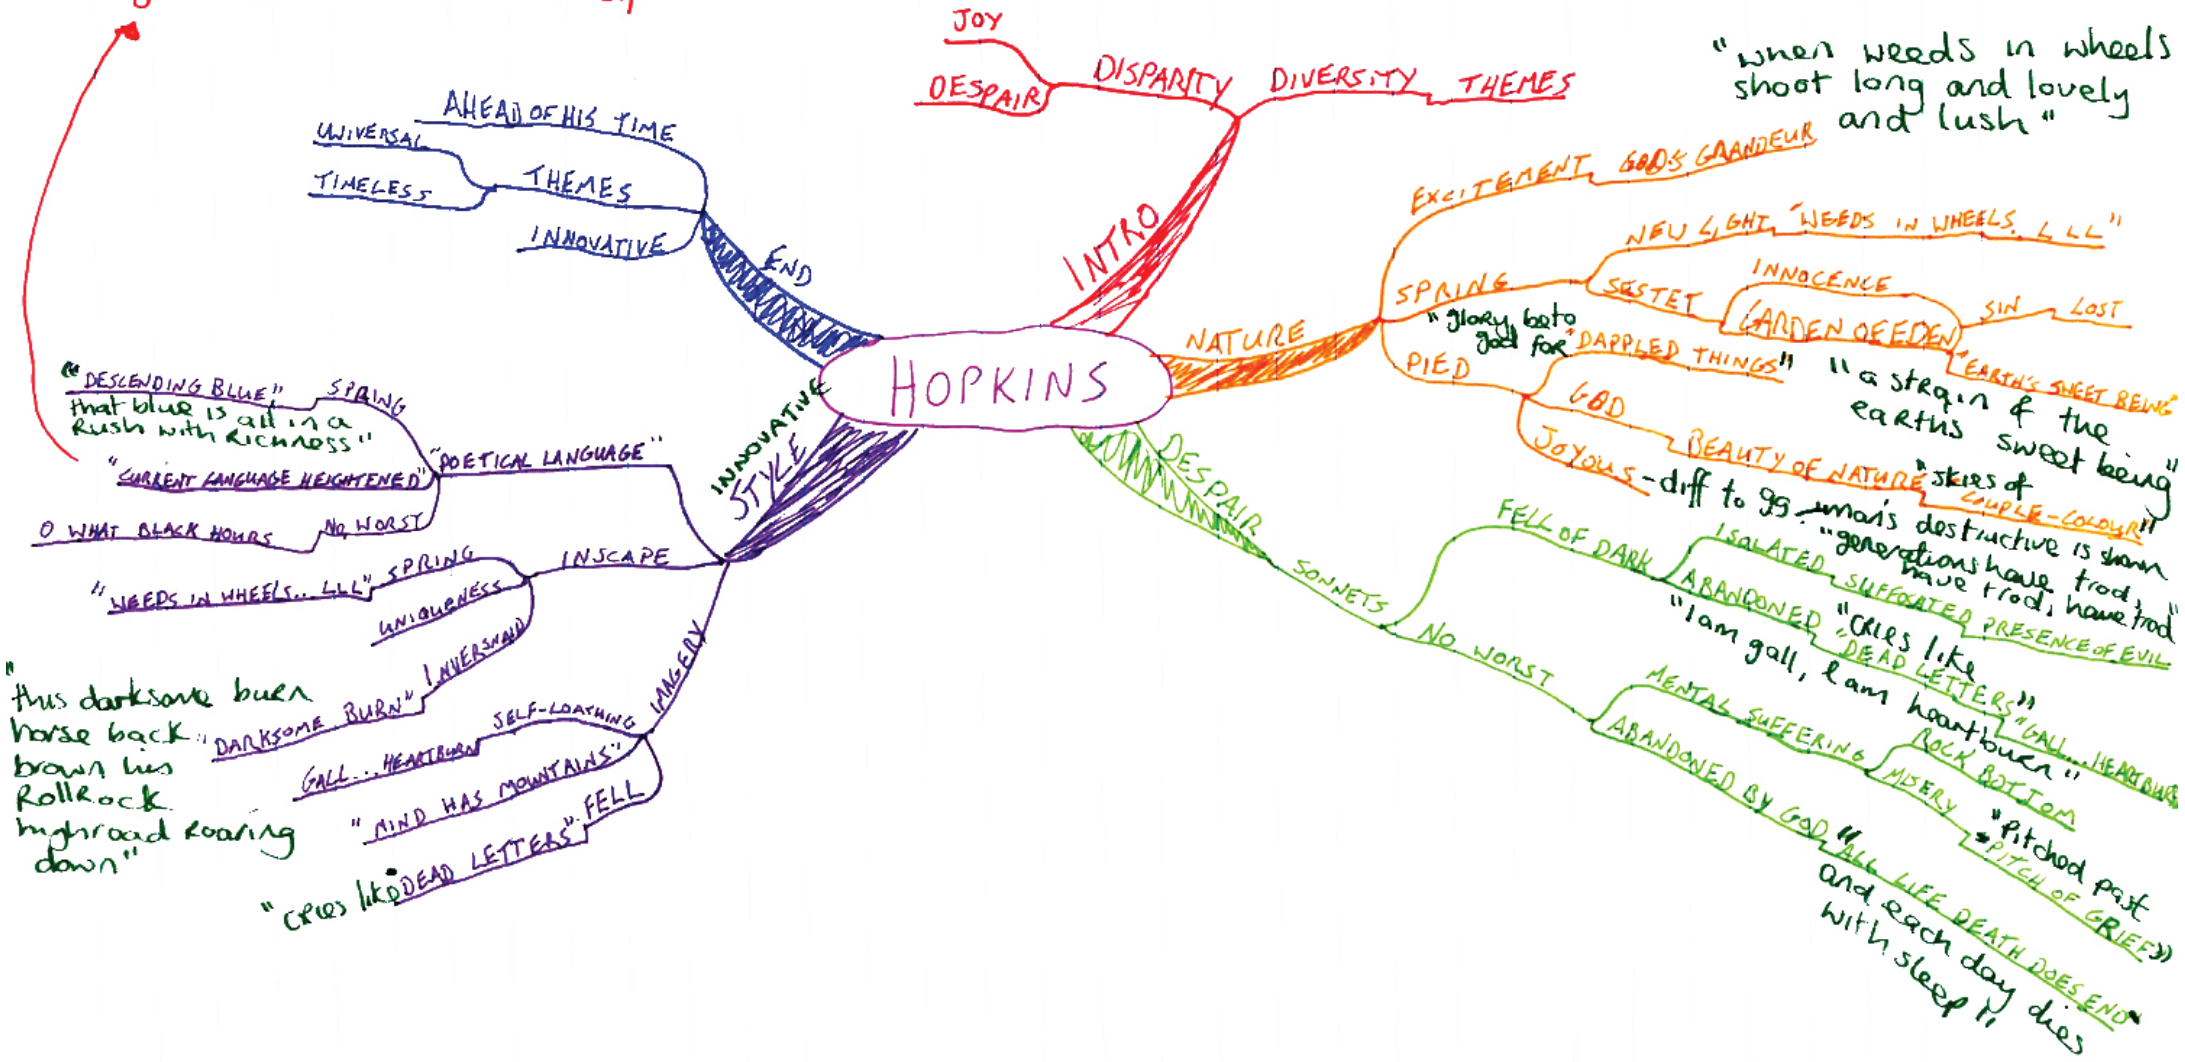 HOPKINS
INTRO
DISPARITY
JOY
DESPAIR
DIVERSITY
THEMES
NATURE
EXCITEMENT
GOD'S GRANDEUR
"when weeds in wheels
shoot long and lovely
and lush"
SPRING
NEW LIGHT
"WEEDS IN WHEELS. LLL"
SESTET
INNOCENCE
GARDEN OF EDEN
SIN
LOST
"EARTH'S SWEET BEING"
"a strain of the
earths sweet being"
PIED
"glory be to
god for
"DAPPLED THINGS"
GOD
JOYOUS
BEAUTY OF NATURE
"skies of
COUPLE-COLOUR"
- diff to gg. man's destructive is shown
"generations have trod,
have trod, have trod"
DESPAIR
SONNETS
FELL OF DARK
ISOLATED
SUFFOCATED
PRESENCE OF EVIL
ABANDONED
"cries like
"DEAD LETTERS"
"GALL...HEARTBURN
"I am gall, I am heartburn"
NO WORST
MENTAL SUFFERING
ROCK BOTTOM
MISERY
"Pitched past
"PITCH OF GRIEF"
ABANDONED BY GOD
"ALL LIFE DEATH DOES END"
and each day dies
with sleep"
INNOVATIVE
STYLE
"POETICAL LANGUAGE"
SPRING
"DESCENDING BLUE"
that blue is all in a
Rush with Richness"
"CURRENT LANGUAGE HEIGHTENED"
NO WORST
O WHAT BLACK HOURS
INSCAPE
SPRING
"WEEDS IN WHEELS... LLL"
UNIQUENESS
INVERSNAID
"DARKSOME BURN"
"this darksome burn
horse back
brown his
RollRock
highroad Roaring
down"
IMAGERY
SELF-LOATHING
GALL...HEARTBURN
"MIND HAS MOUNTAINS"
FELL
"cries like
DEAD LETTERS"
END
AHEAD OF HIS TIME
THEMES
UNIVERSAL
TIMELESS
INNOVATIVE